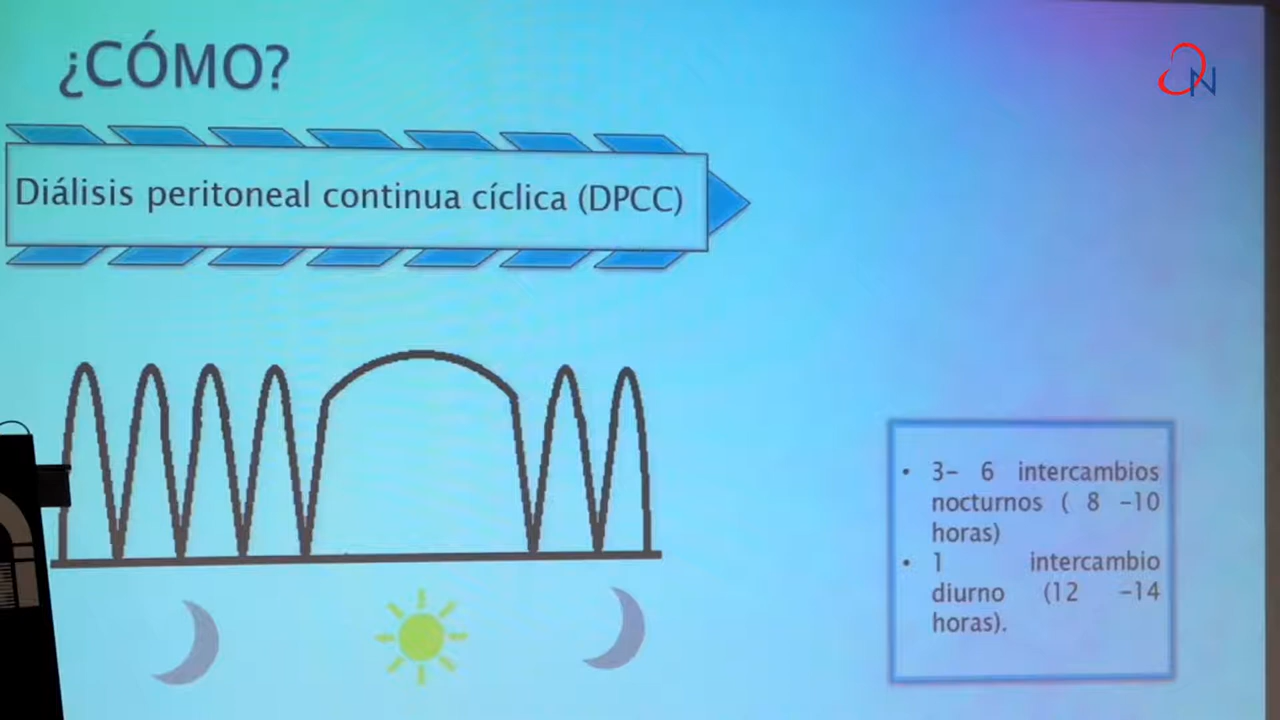 ¿CÓMO?
Diálisis peritoneal continua cíclica (DPCC)
N
• 3– 6 intercambios
nocturnos ( 8 –10
horas)
• 1 intercambio
diurno (12 –14
horas).